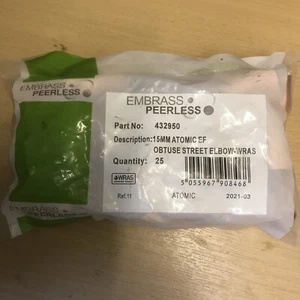 EMBRASS
PEERLESS
EMBRASS
PEERLESS
Part No: 432950
Description: 15MM ATOMIC EF
OBTUSE STREET ELBOW-WRAS
Quantity: 25
WRAS
5 055967 908468
Ref.11 ATOMIC 2021-03